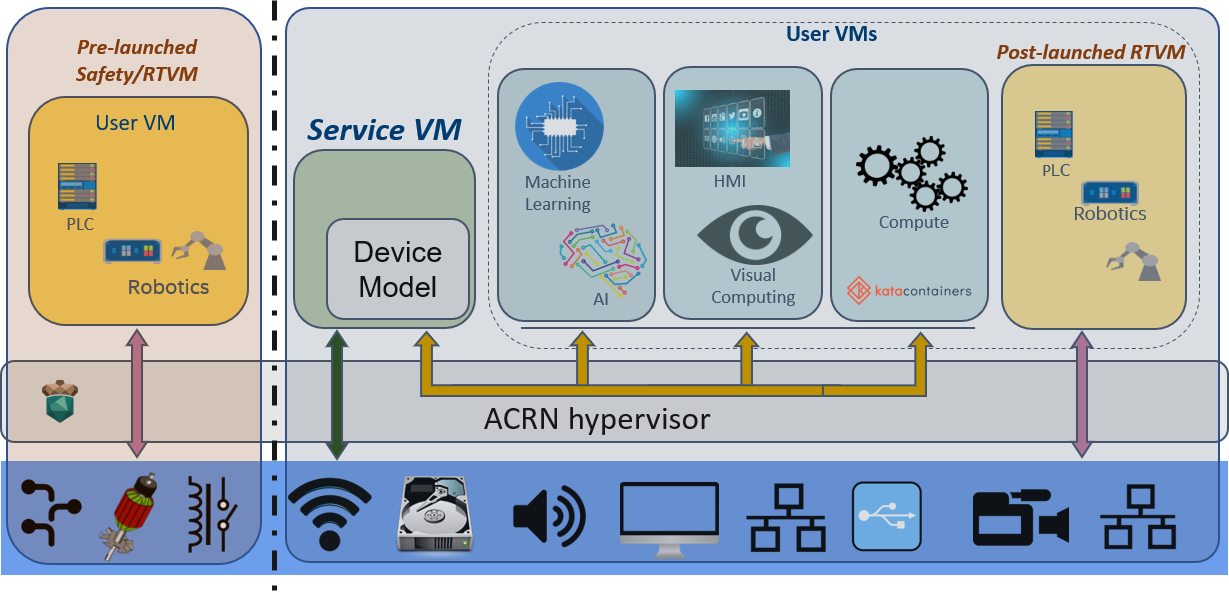 Pre-launched
Safety/RTVM
User VM
PLC
Robotics
Service VM
Device
Model
User VMs
Machine
Learning
AI
HMI
Visual
Computing
Compute
katacontainers
Post-launched RTVM
PLC
Robotics
ACRN hypervisor